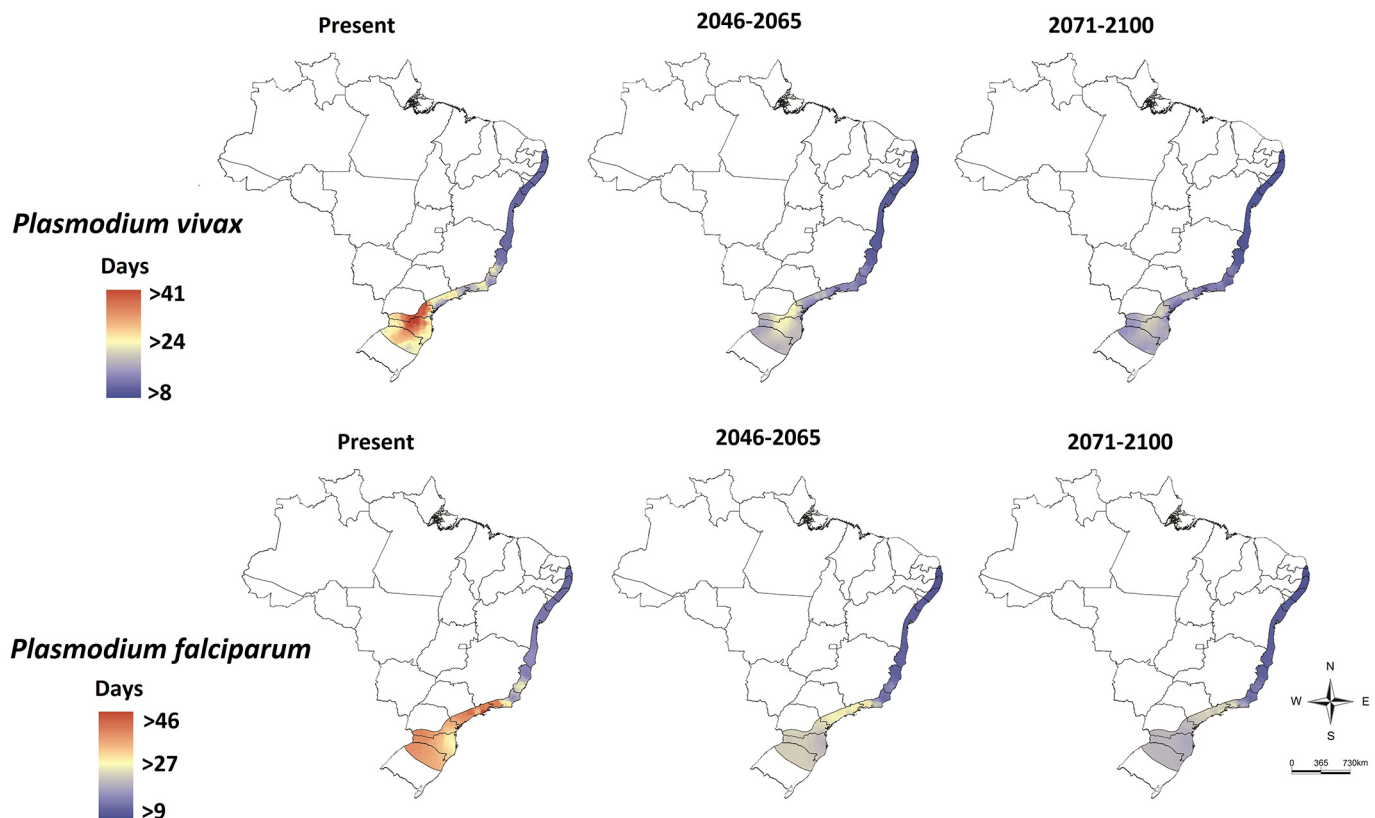 Present
2046-2065
2071-2100
Plasmodium vivax
Days
>41
>24
>8
Present
2046-2065
2071-2100
Plasmodium falciparum
Days
>46
>27
>9
N
W E
S
0 365 730km